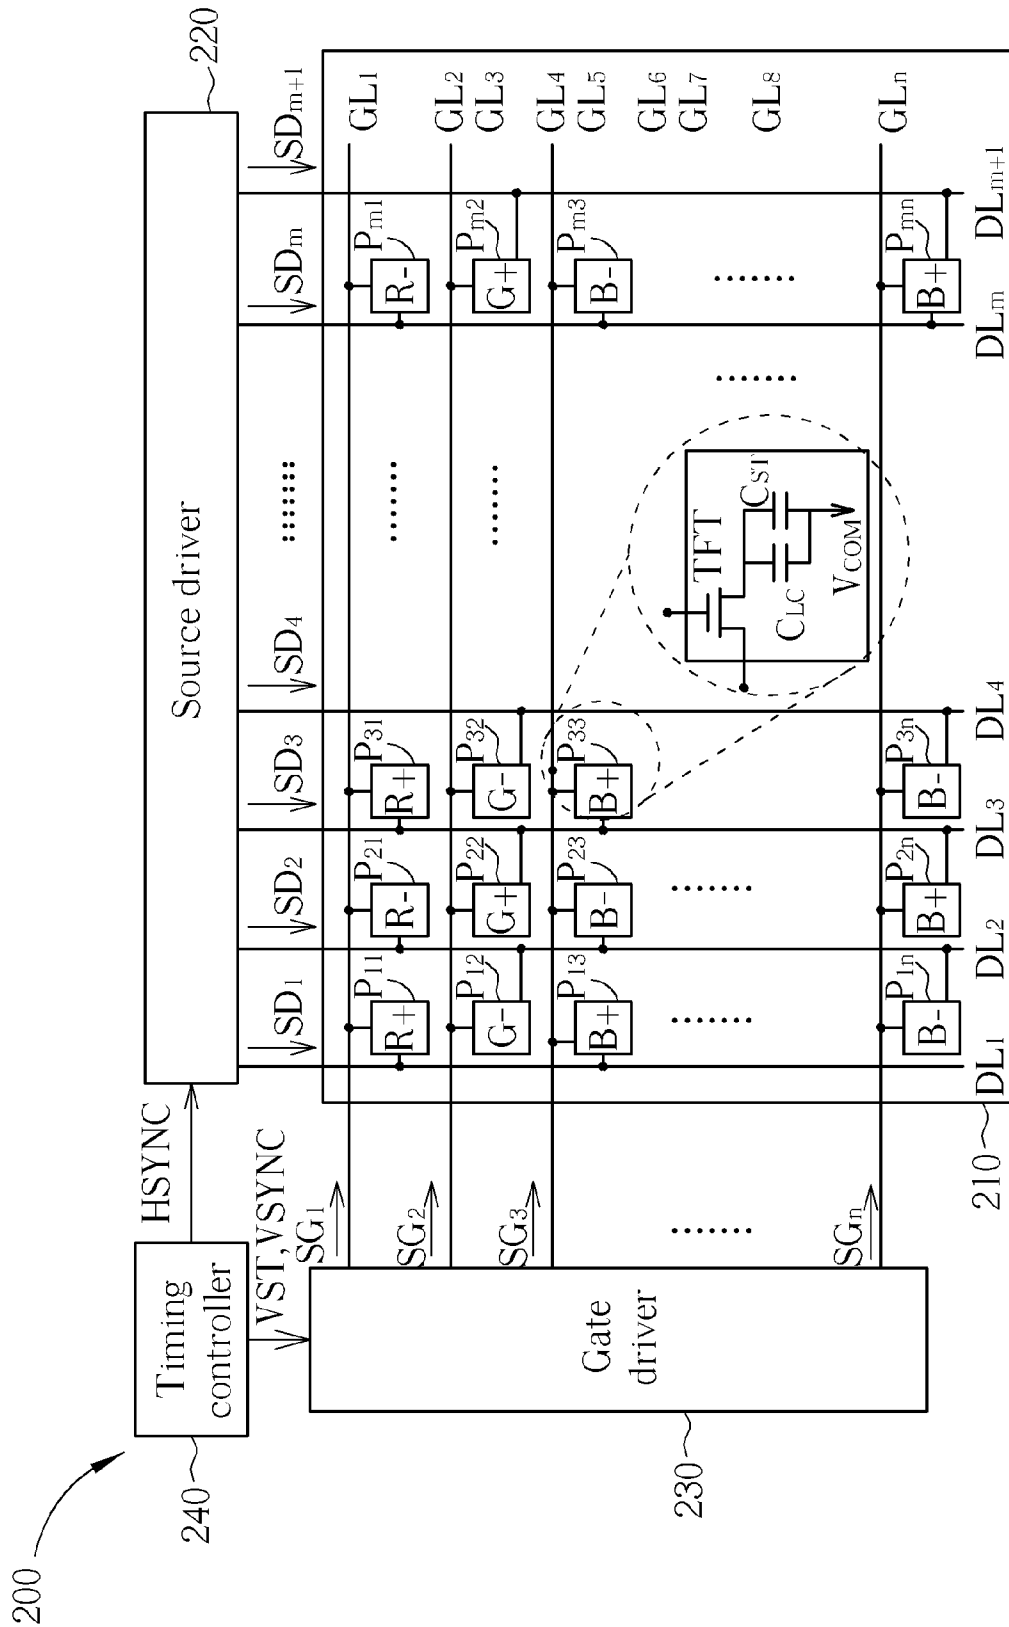 200
240
Timing
controller
HSYNC
VST,VSYNC
Source driver
220
SD1
SD2
SD3
SD4
SDm
SDm+1
230
Gate
driver
SG1
SG2
SG3
SGn
GL1
GL2
GL3
GL4
GL5
GL6
GL7
GL8
GLn
R+ P11
R- P21
R+ P31
R- Pm1
G- P12
G+ P22
G- P32
G+ Pm2
B+ P13
B- P23
B+ P33
B- Pm3
TFT
CLC
CST
VCOM
B- P1n
B+ P2n
B- P3n
B+ Pmn
210
DL1
DL2
DL3
DL4
DLm
DLm+1